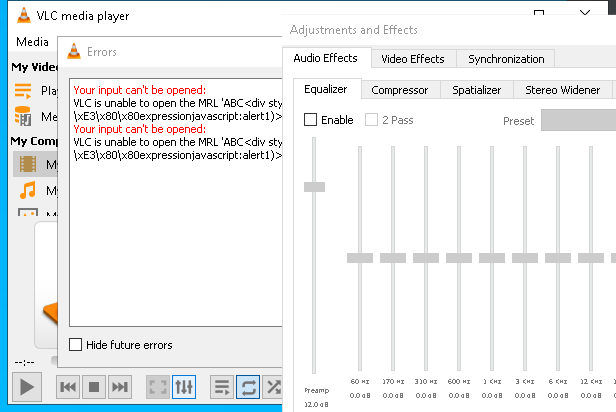 VLC media player
Media
Errors
Adjustments and Effects
My Vide
Pla
Me
My Comp
My
My
Your input can't be opened:
VLC is unable to open the MRL 'ABC<div sty
\xE3\x80\x80expressionjavascript:alert1)>
Your input can't be opened:
VLC is unable to open the MRL 'ABC<div sty
\xE3\x80\x80expressionjavascript:alert1)>
Hide future errors
--:--
Audio Effects Video Effects Synchronization
Equalizer Compressor Spatializer Stereo Widener
Enable 2 Pass Preset
60 Hz 170 Hz 310 Hz 600 Hz 1 KHz 3 KHz 6 KHz 12 KHz
Preamp 0.0 dB 0.0 dB 0.0 dB 0.0 dB 0.0 dB 0.0 dB 0.0 dB 0.0 dB
12.0 dB